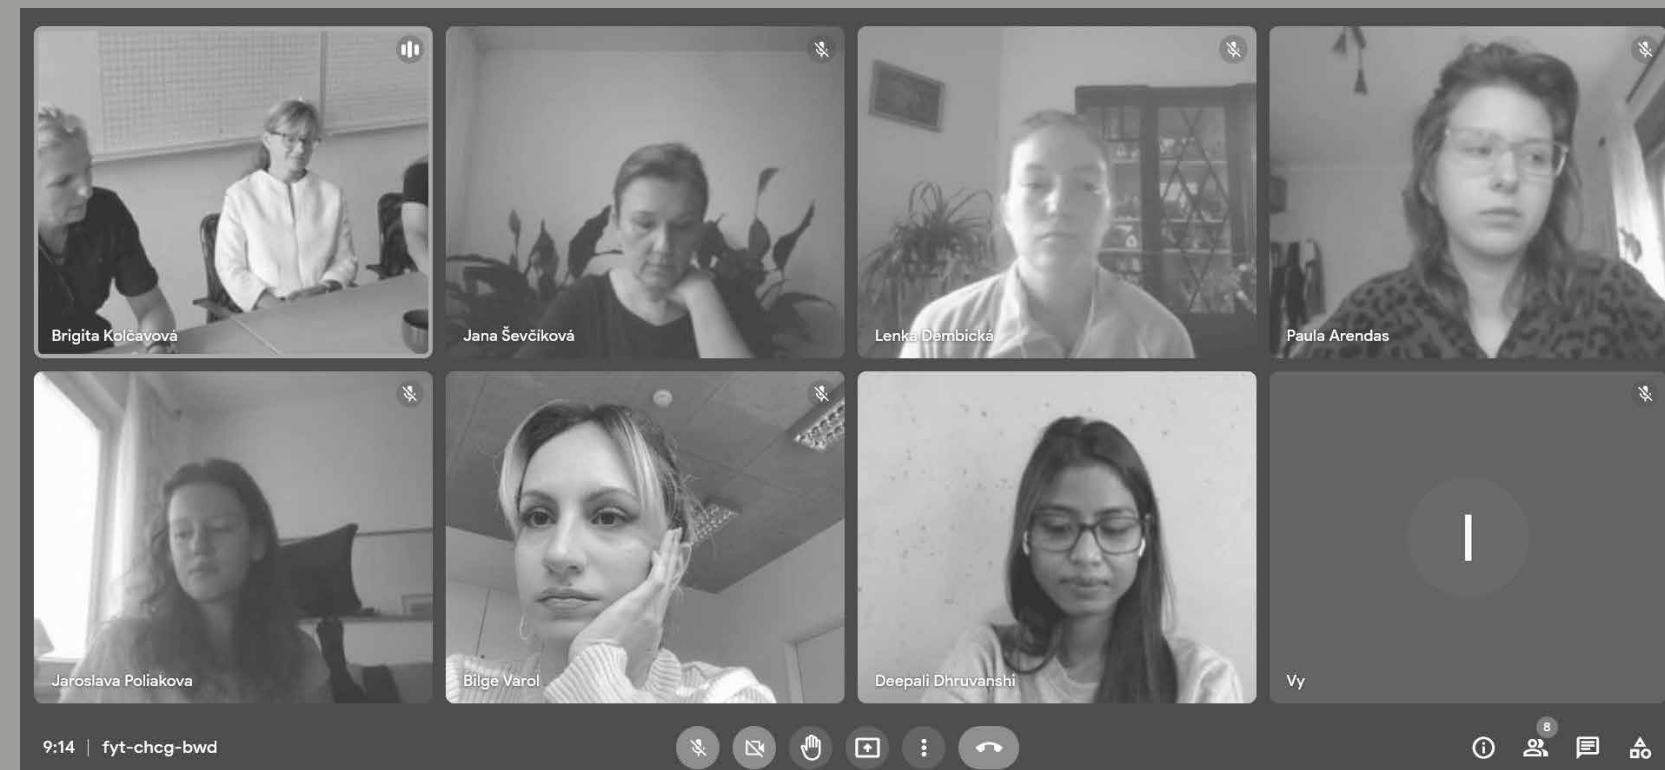 Brigita Kolčavová
Jana Ševčíková
Lenka Dembická
Paula Arendas
Jaroslava Poliakova
Bilge Varol
Deepali Dhruvanshi
I
Vy
9:14 | fyt-chcg-bwd
8